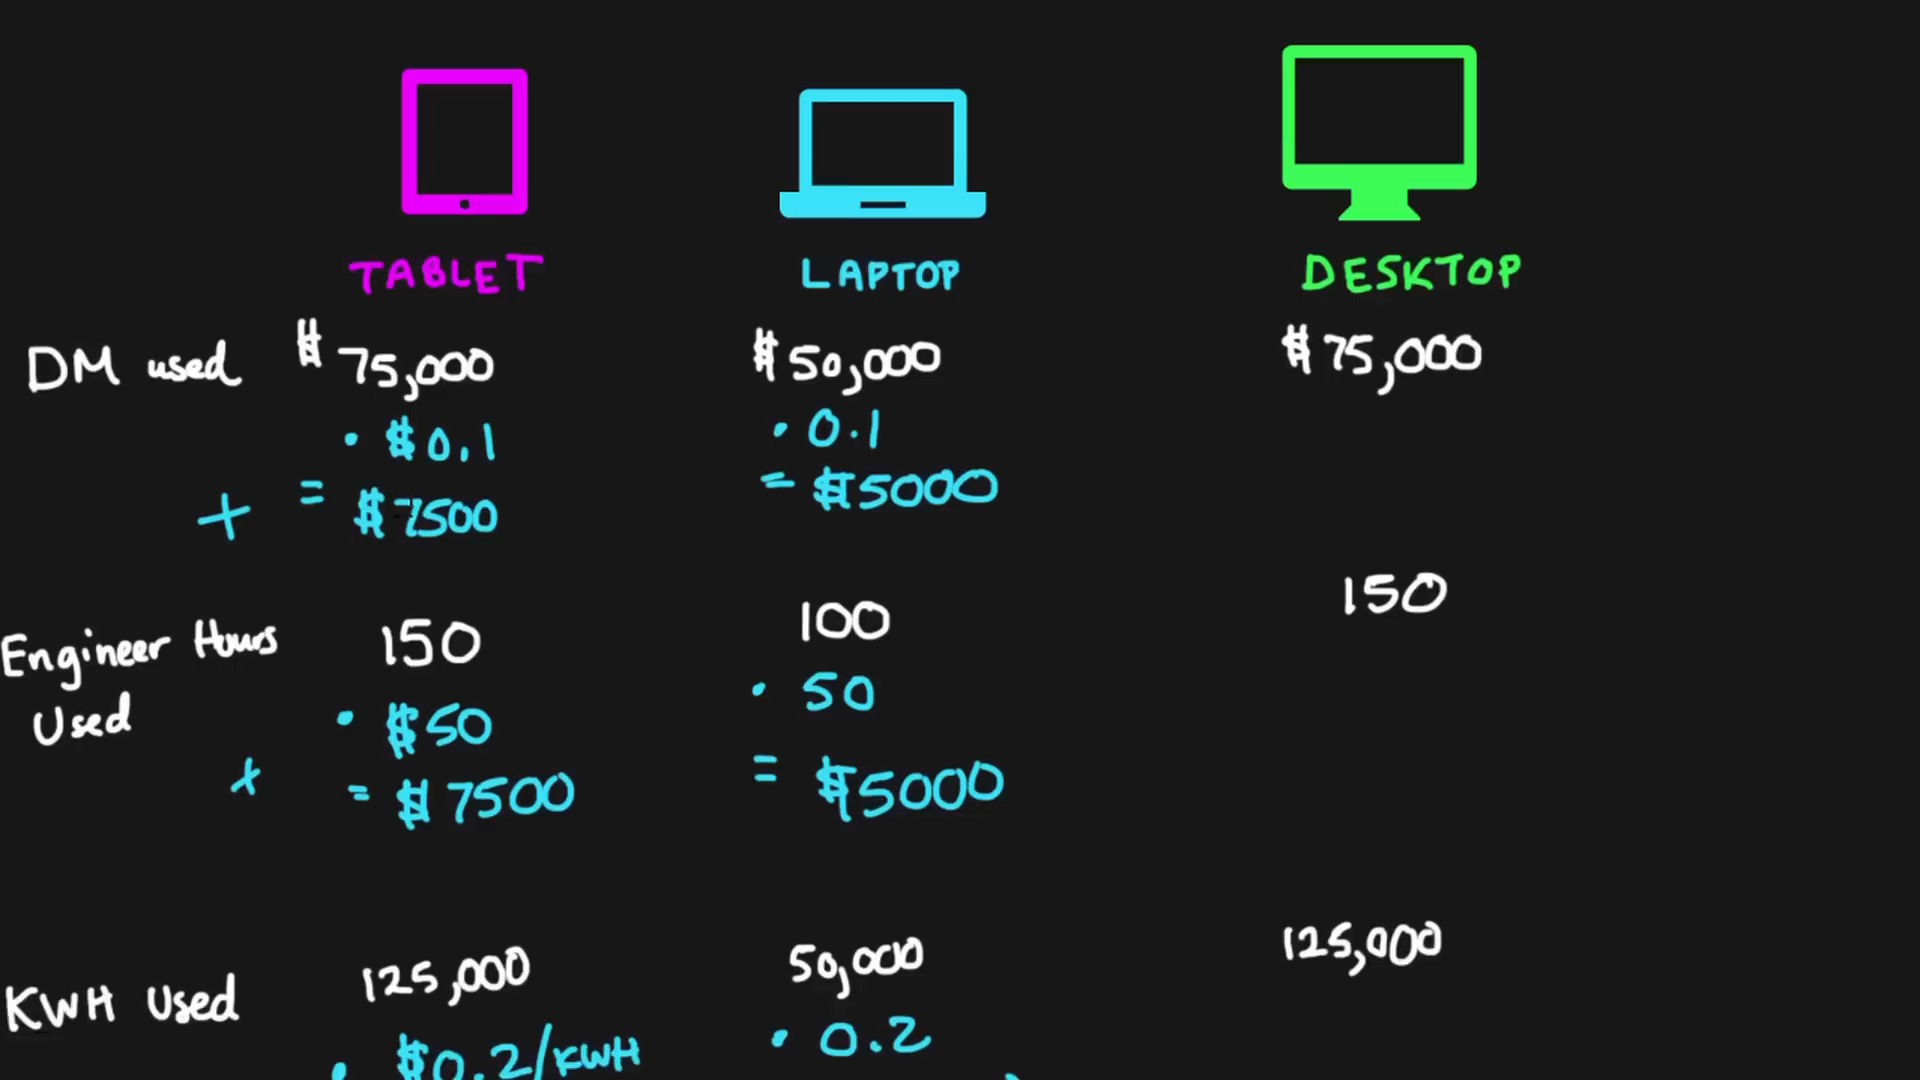 TABLET LAPTOP DESKTOP
DM used $75,000 $50,000 $75,000
• $0.1 • 0.1
+ = $7500 = $5000
Engineer Hours Used 150 100 150
• $50 • 50
+ = $7500 = $5000
KWH Used 125,000 50,000 125,000
• $0.2/KWH • 0.2